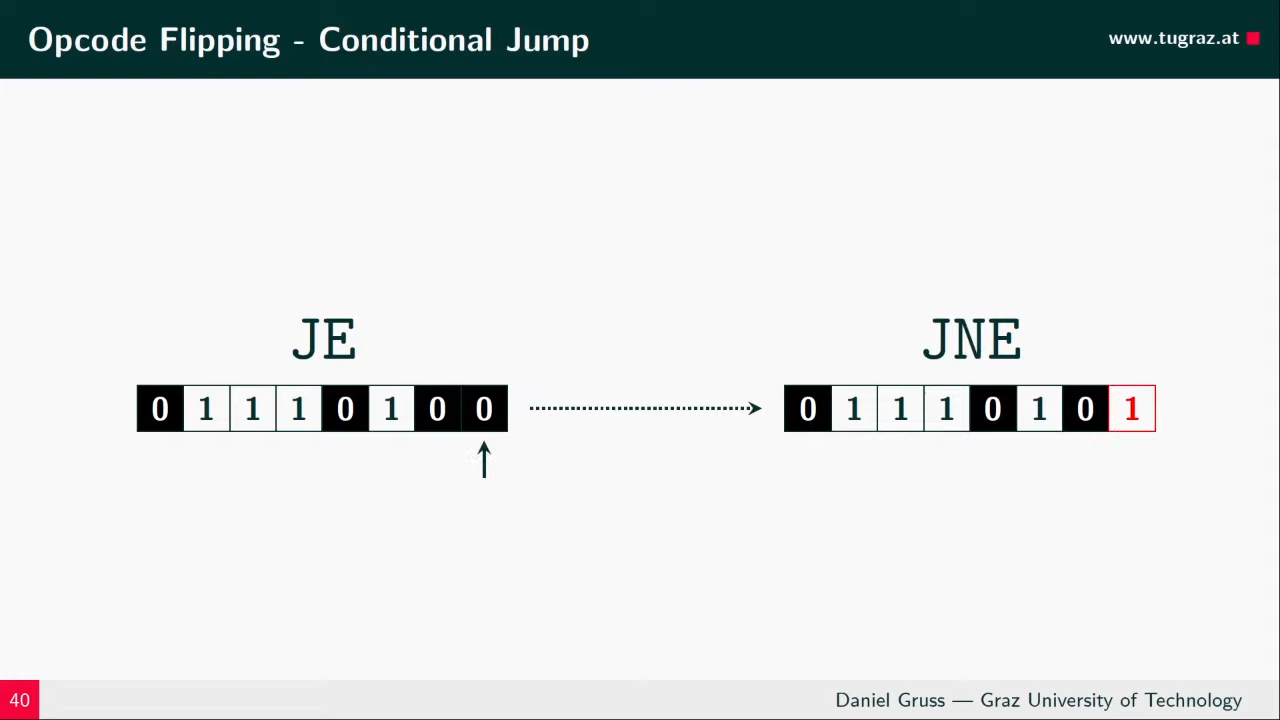 Opcode Flipping - Conditional Jump
www.tugraz.at
JE
JNE
0 1 1 1 0 1 0 0
0 1 1 1 0 1 0 1
40
Daniel Gruss — Graz University of Technology